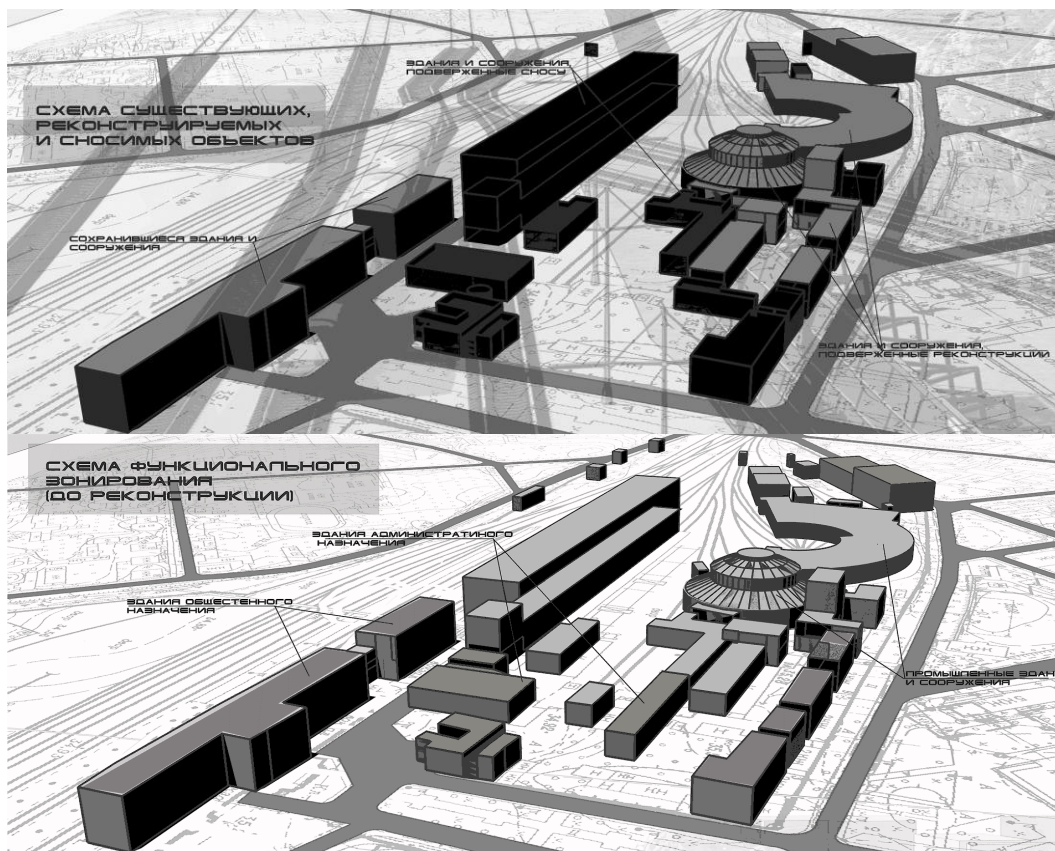 ЗДАНИЯ И СООРУЖЕНИЯ,
ПОДВЕРЖЕННЫЕ СНОСУ
СХЕМА СУЩЕСТВУЮЩИХ,
РЕКОНСТРУИРУЕМЫХ
И СНОСИМЫХ ОБЪЕКТОВ
СОХРАНИВШИЕСЯ ЗДАНИЯ И
СООРУЖЕНИЯ
ЗДАНИЯ И СООРУЖЕНИЯ,
ПОДВЕРЖЕННЫЕ РЕКОНСТРУКЦИИ
СХЕМА ФУНКЦИОНАЛЬНОГО
ЗОНИРОВАНИЯ
(ДО РЕКОНСТРУКЦИИ)
ЗДАНИЯ АДМИНИСТРАТИНОГО
НАЗНАЧЕНИЯ
ЗДАНИЯ ОБЩЕСТЕННОГО
НАЗНАЧЕНИЯ
ПРОМЫШЛЕННЫЕ ЗДАН
И СООРУЖЕНИЯ